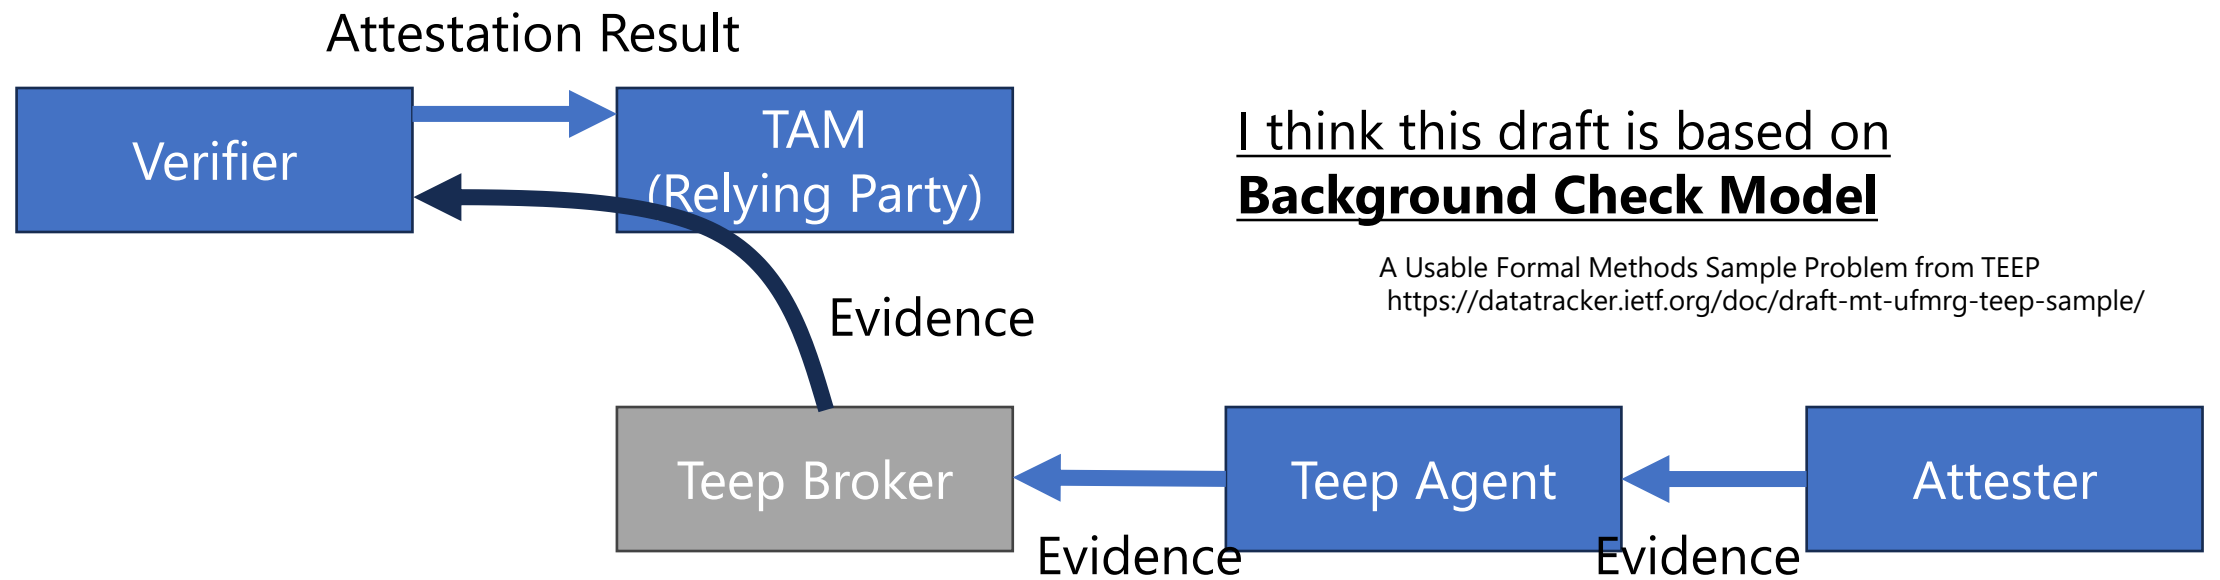 Attestation Result
Verifier
TAM
(Relying Party)
I think this draft is based on
Background Check Model
A Usable Formal Methods Sample Problem from TEEP
https://datatracker.ietf.org/doc/draft-mt-ufmrg-teep-sample/
Evidence
Teep Broker
Teep Agent
Attester
Evidence
Evidence